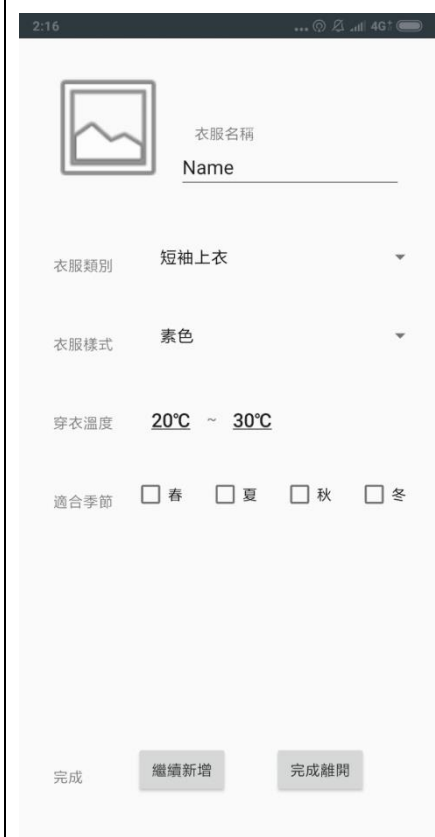 2:16 ... 4G+
衣服名稱
Name
衣服類別 短袖上衣
衣服樣式 素色
穿衣溫度 20℃ ~ 30℃
適合季節 春 夏 秋 冬
完成 繼續新增 完成離開